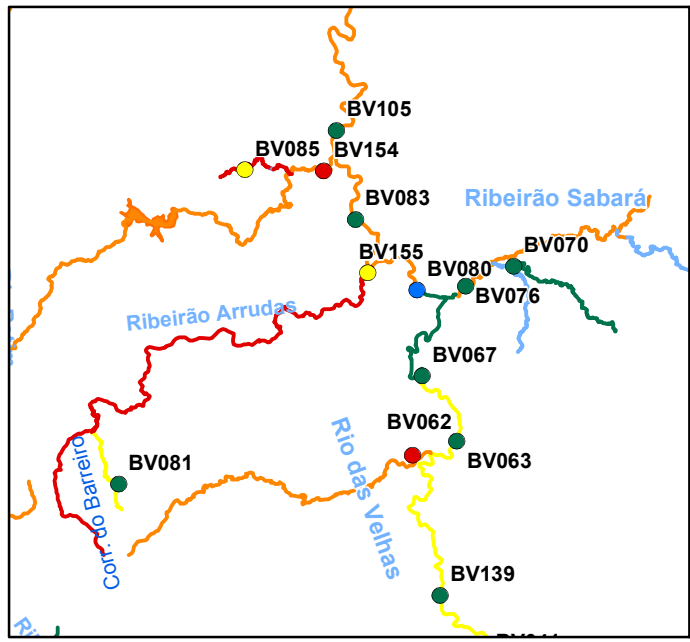 BV105
BV085
BV154
BV083
Ribeirão Sabará
BV155
BV070
BV080
BV076
Ribeirão Arrudas
BV067
BV062
BV063
Rio das Velhas
Corr. do Barreiro
BV081
BV139